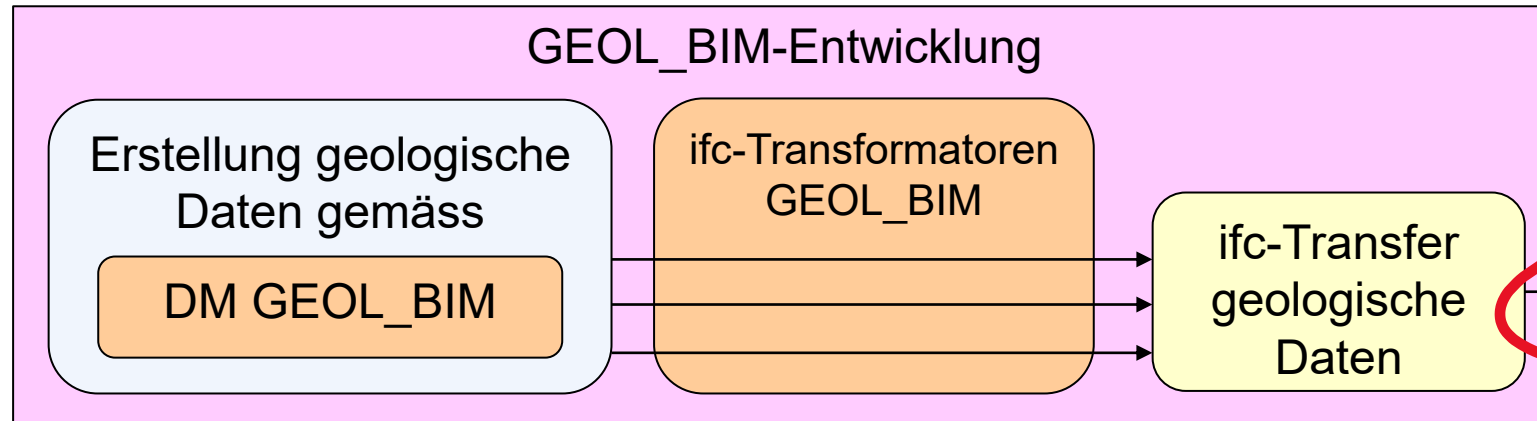 GEOL_BIM-Entwicklung
Erstellung geologische
Daten gemäss
DM GEOL_BIM
ifc-Transformatoren
GEOL_BIM
ifc-Transfer
geologische
Daten